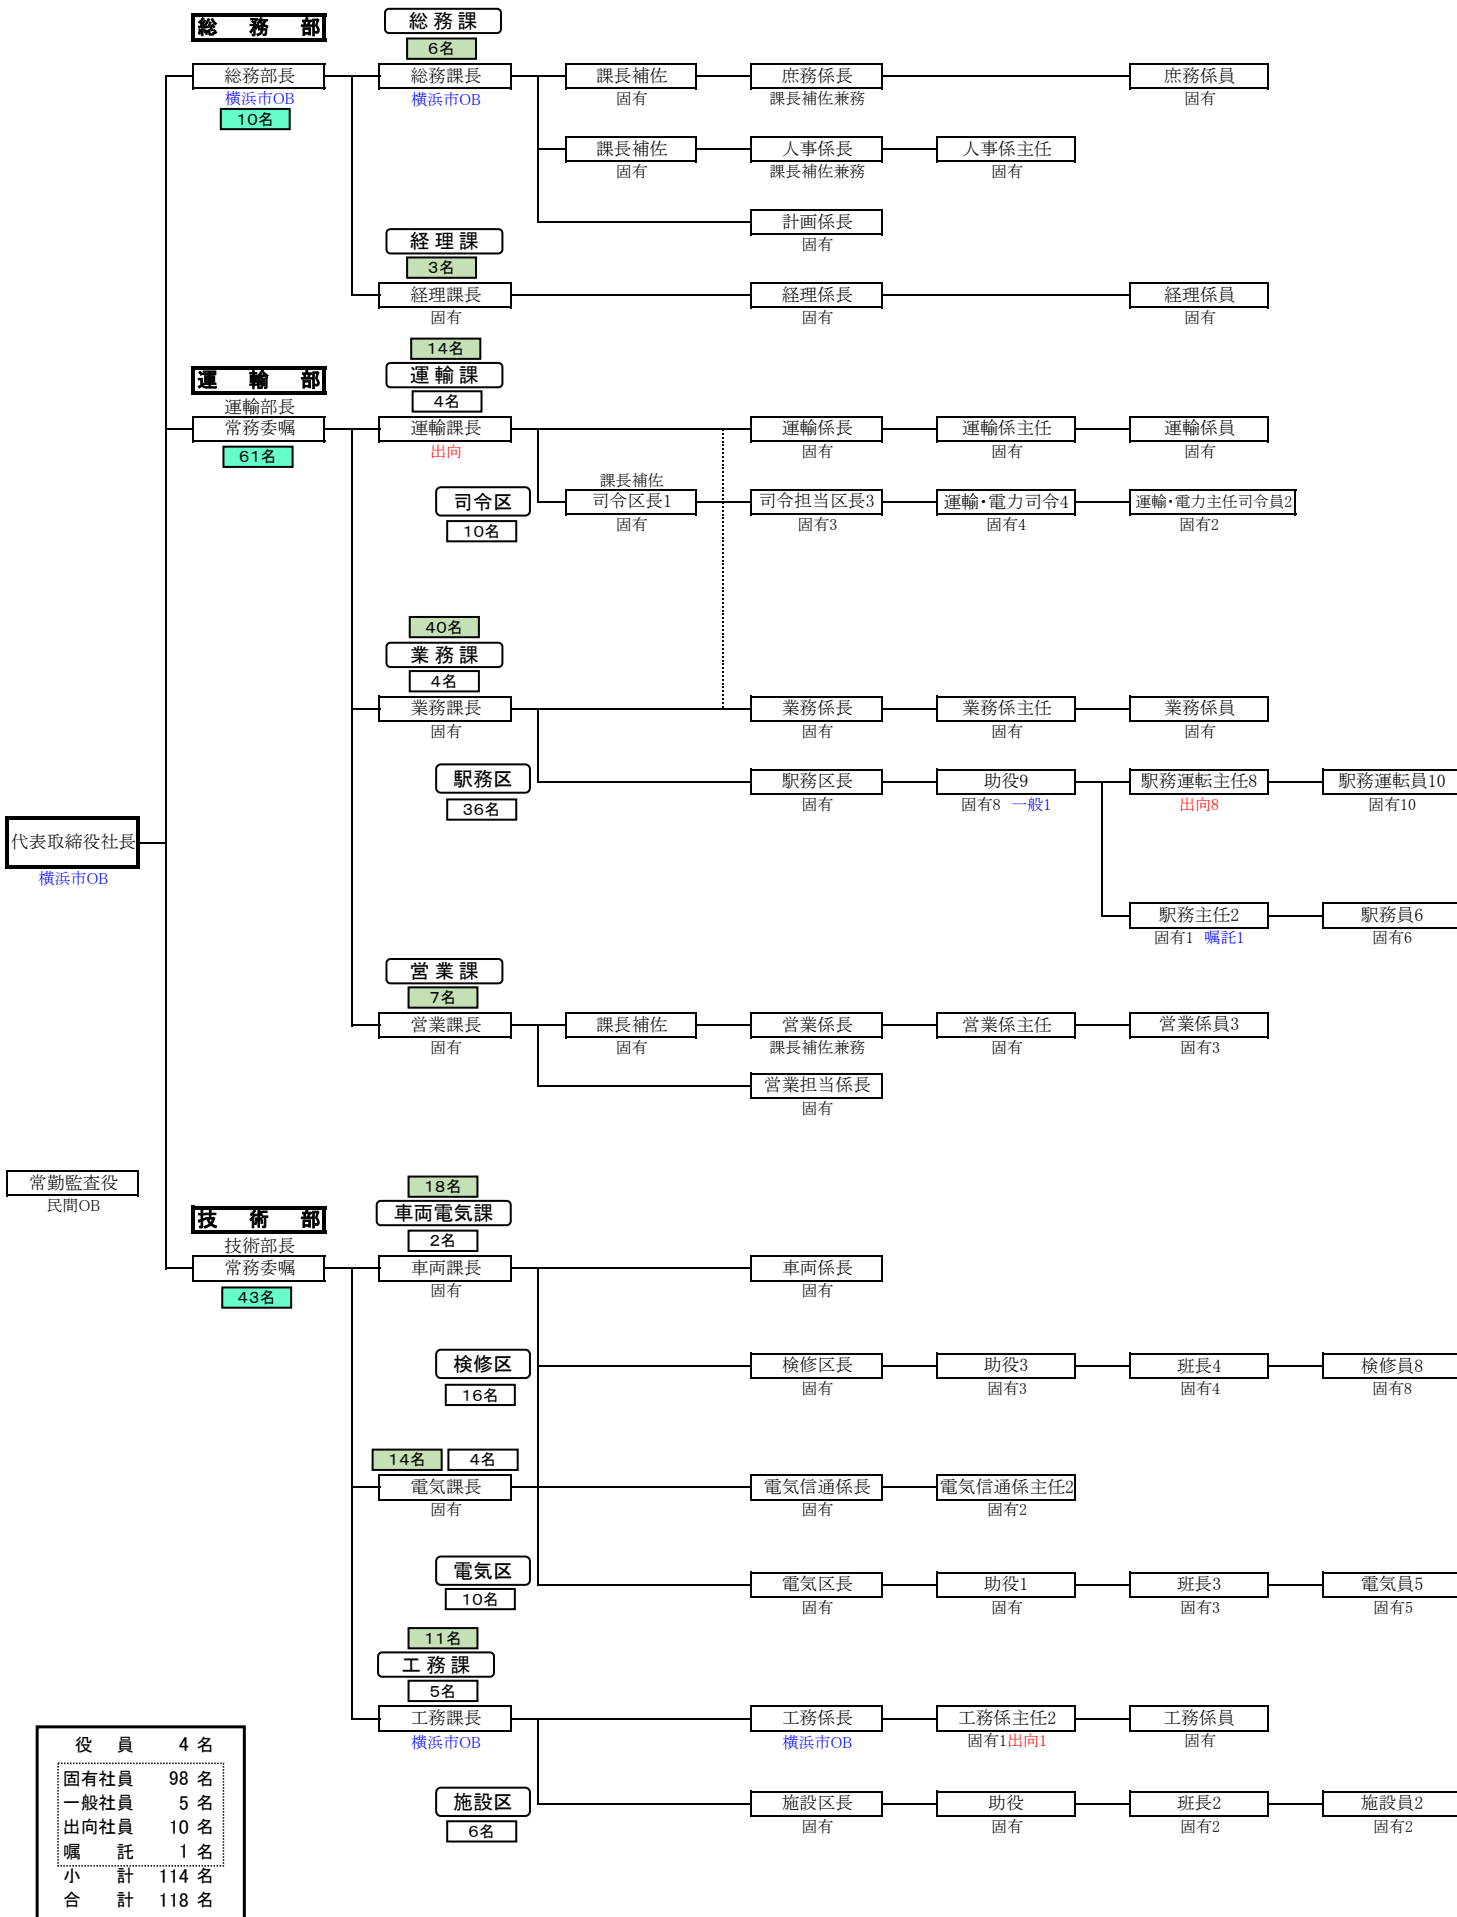 総 務 部
総 務 課
6名
総務部長
総務課長
課長補佐
庶務係長
庶務係員
横浜市OB
横浜市OB
固有
課長補佐兼務
固有
10名
課長補佐
人事係長
人事係主任
固有
課長補佐兼務
固有
計画係長
固有
経 理 課
3名
経理課長
経理係長
経理係員
固有
固有
固有
14名
運 輸 部
運 輸 課
運輸部長
4名
常務委嘱
運輸課長
運輸係長
運輸係主任
運輸係員
61名
出向
固有
固有
固有
課長補佐
司令区
司令区長1
司令担当区長3
運輸・電力司令4
運輸・電力主任司令員2
10名
固有
固有3
固有4
固有2
40名
業 務 課
4名
業務課長
業務係長
業務係主任
業務係員
固有
固有
固有
固有
駅務区
駅務区長
助役9
駅務運転主任8
駅務運転員10
36名
固有
固有8 一般1
出向8
固有10
代表取締役社長
横浜市OB
駅務主任2
駅務員6
固有1 嘱託1
固有6
営 業 課
7名
営業課長
課長補佐
営業係長
営業係主任
営業係員3
固有
固有
課長補佐兼務
固有
固有3
営業担当係長
固有
常勤監査役
民間OB
18名
技 術 部
車両電気課
技術部長
2名
常務委嘱
車両課長
車両係長
43名
固有
固有
検修区
検修区長
助役3
班長4
検修員8
16名
固有
固有3
固有4
固有8
14名
4名
電気課長
電気信通係長
電気信通係主任2
固有
固有
固有2
電気区
電気区長
助役1
班長3
電気員5
10名
固有
固有
固有3
固有5
11名
工 務 課
5名
工務課長
工務係長
工務係主任2
工務係員
横浜市OB
横浜市OB
固有1出向1
固有
施設区
施設区長
助役
班長2
施設員2
6名
固有
固有
固有2
固有2
役 員 4 名
固有社員 98 名
一般社員 5 名
出向社員 10 名
嘱 託 1 名
小 計 114 名
合 計 118 名